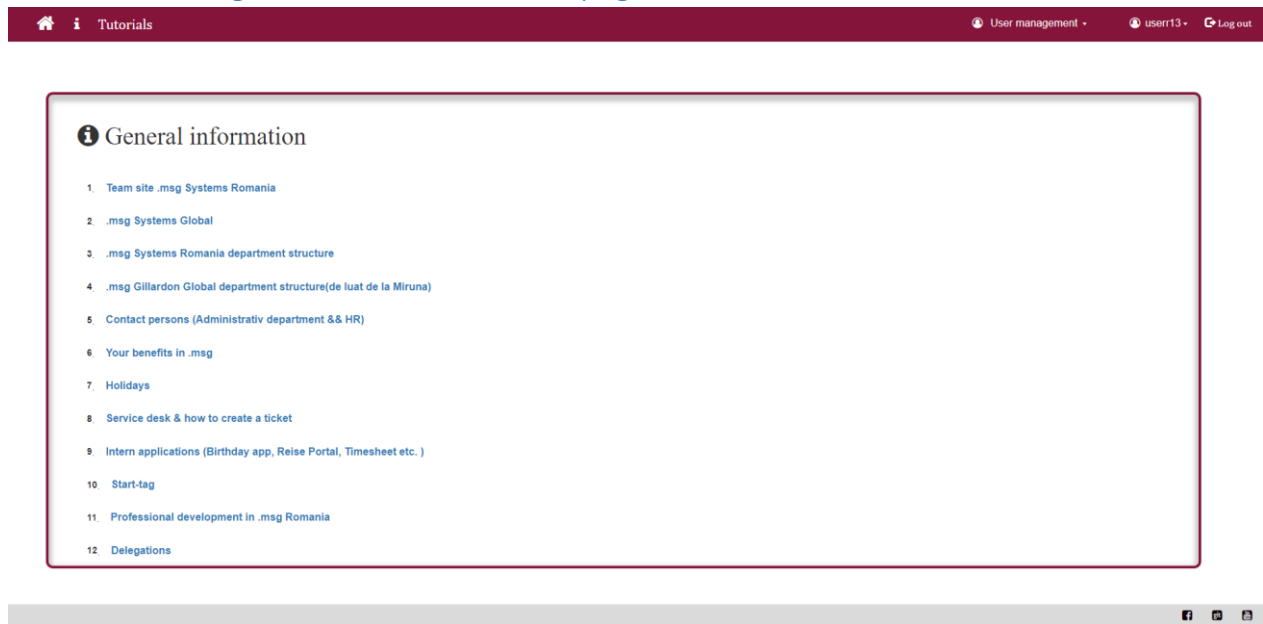 i Tutorials User management userr13 Log out
General information
1. Team site .msg Systems Romania
2. .msg Systems Global
3. .msg Systems Romania department structure
4. .msg Gillardon Global department structure(de luat de la Miruna)
5. Contact persons (Administrativ department && HR)
6. Your benefits in .msg
7. Holidays
8. Service desk & how to create a ticket
9. Intern applications (Birthday app, Reise Portal, Timesheet etc. )
10. Start-tag
11. Professional development in .msg Romania
12. Delegations